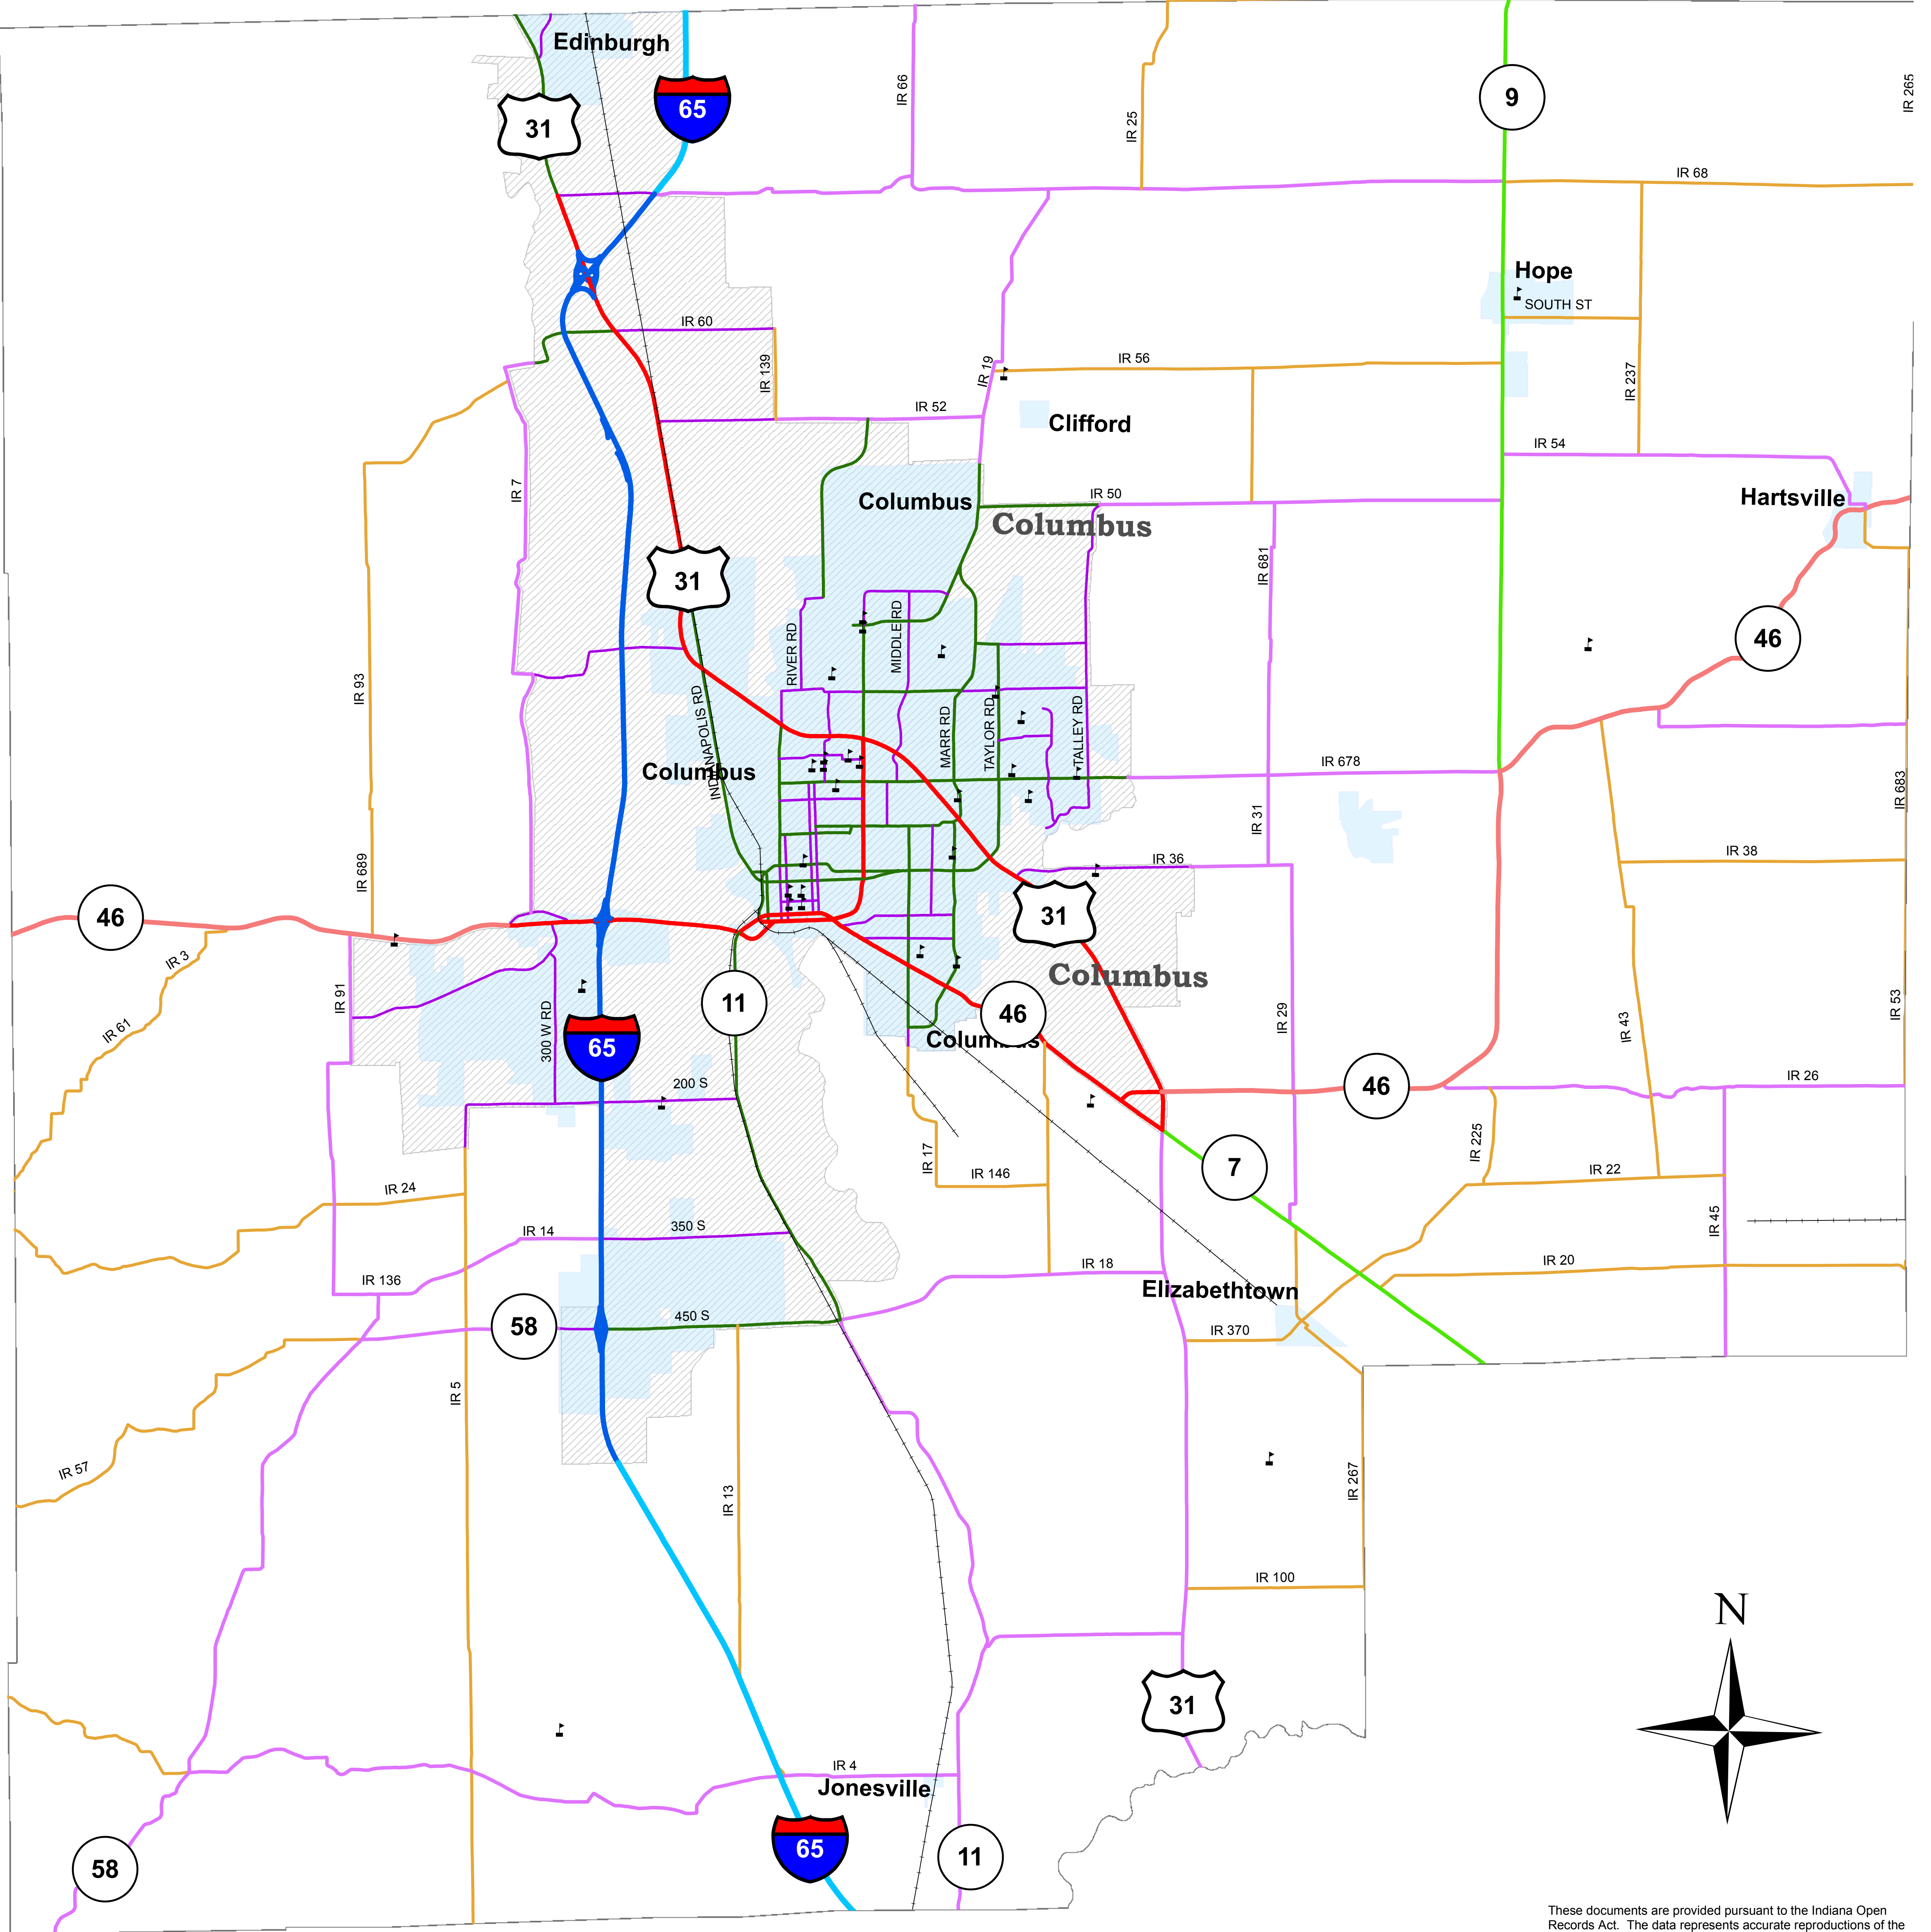 Edinburgh
65
31
IR 66
IR 25
9
IR 265
IR 68
Hope
SOUTH ST
IR 60
IR 139
IR 19
IR 56
IR 237
IR 52
Clifford
IR 54
IR 7
Columbus
IR 50
Columbus
Hartsville
31
IR 681
46
RIVER RD
MIDDLE RD
IR 93
INDIANAPOLIS RD
MARR RD
TAYLOR RD
TALLEY RD
Columbus
IR 678
IR 683
IR 31
IR 689
IR 36
IR 38
46
31
IR 3
Columbus
IR 91
11
46
IR 61
300 W RD
65
Columbus
IR 29
IR 43
IR 53
200 S
46
IR 26
IR 225
IR 17
IR 146
7
IR 22
IR 24
IR 14
350 S
IR 45
IR 136
IR 18
IR 20
Elizabethtown
58
450 S
IR 370
IR 5
IR 57
IR 13
IR 267
IR 100
N
31
IR 4
Jonesville
65
11
58
These documents are provided pursuant to the Indiana Open
Records Act. The data represents accurate reproductions of the